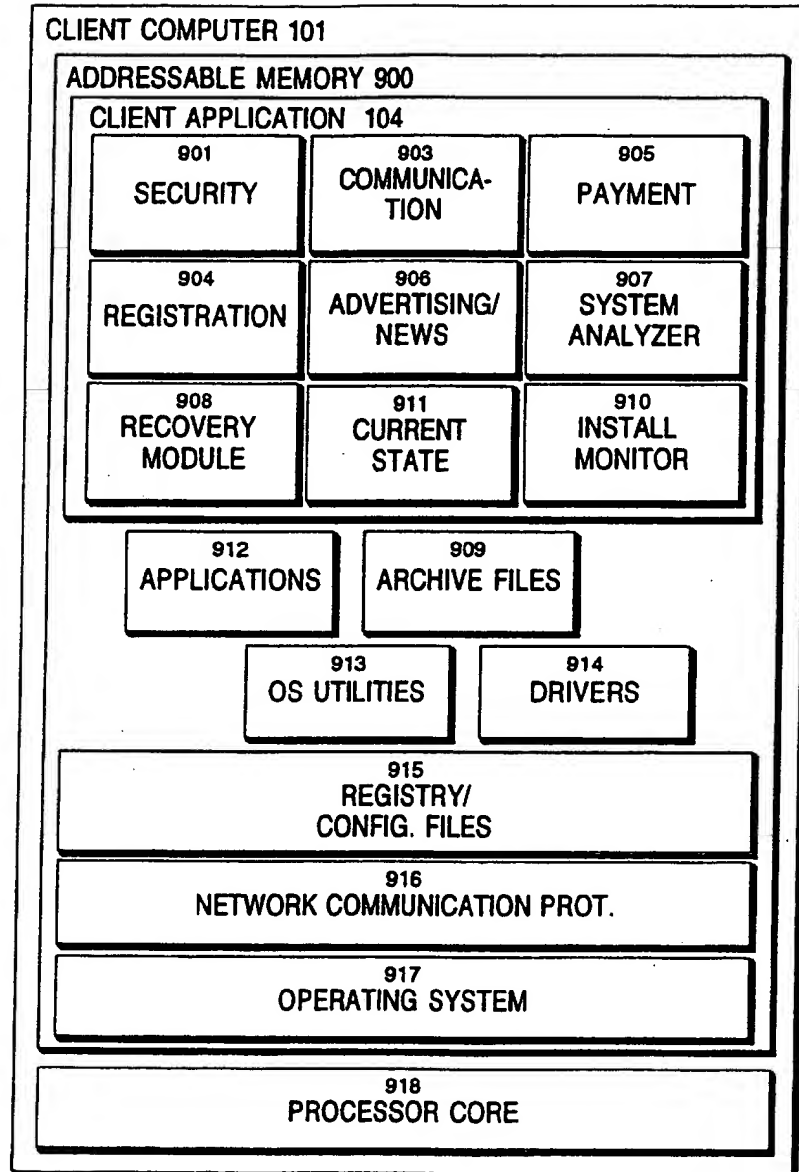 CLIENT COMPUTER 101
ADDRESSABLE MEMORY 900
CLIENT APPLICATION 104
901
SECURITY
903
COMMUNICA-
TION
905
PAYMENT
904
REGISTRATION
906
ADVERTISING/
NEWS
907
SYSTEM
ANALYZER
908
RECOVERY
MODULE
911
CURRENT
STATE
910
INSTALL
MONITOR
912
APPLICATIONS
909
ARCHIVE FILES
913
OS UTILITIES
914
DRIVERS
915
REGISTRY/
CONFIG. FILES
916
NETWORK COMMUNICATION PROT.
917
OPERATING SYSTEM
918
PROCESSOR CORE